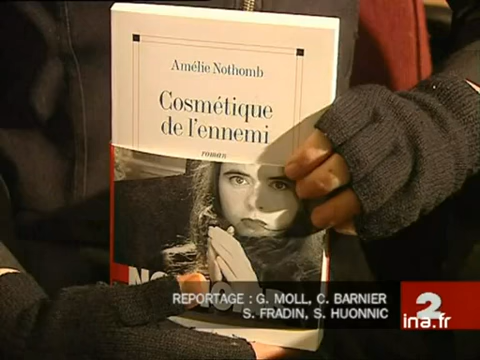 Amélie Nothomb
Cosmétique
de l'ennemi
roman
REPORTAGE : G. MOLL, C. BARNIER
S. FRADIN, S. HUONNIC
2
ina.fr